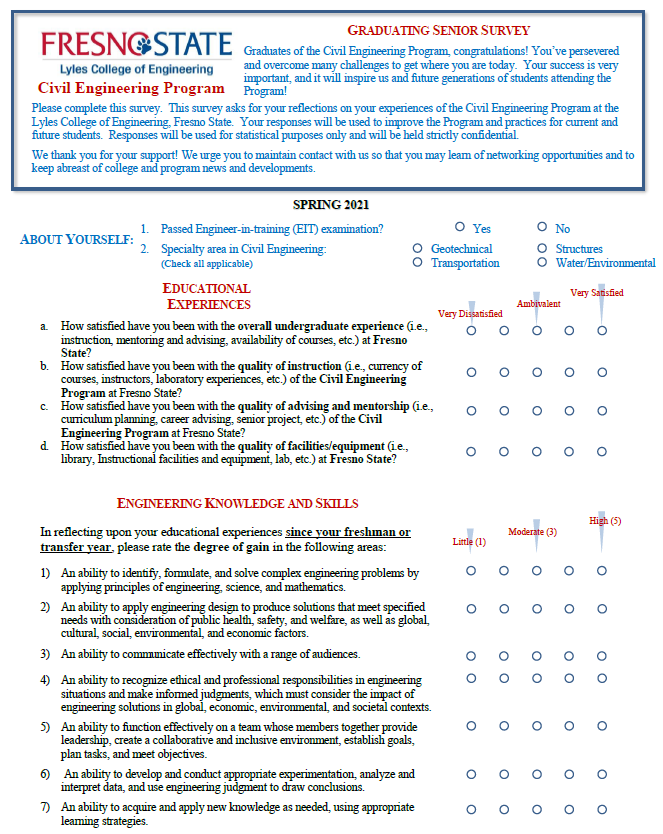 FRESNO STATE
Lyles College of Engineering
Civil Engineering Program
GRADUATING SENIOR SURVEY
Graduates of the Civil Engineering Program, congratulations! You've persevered
and overcome many challenges to get where you are today. Your success is very
important, and it will inspire us and future generations of students attending the
Program!
Please complete this survey. This survey asks for your reflections on your experiences of the Civil Engineering Program at the
Lyles College of Engineering, Fresno State. Your responses will be used to improve the Program and practices for current and
future students. Responses will be used for statistical purposes only and will be held strictly confidential.
We thank you for your support! We urge you to maintain contact with us so that you may learn of networking opportunities and to
keep abreast of college and program news and developments.
SPRING 2021
ABOUT YOURSELF:
1. Passed Engineer-in-training (EIT) examination? Yes No
2. Specialty area in Civil Engineering: Geotechnical Structures
(Check all applicable) Transportation Water/Environmental
EDUCATIONAL
EXPERIENCES
Very Dissatisfied Ambivalent Very Satisfied
a. How satisfied have you been with the overall undergraduate experience (i.e.,
instruction, mentoring and advising, availability of courses, etc.) at Fresno
State?
b. How satisfied have you been with the quality of instruction (i.e., currency of
courses, instructors, laboratory experiences, etc.) of the Civil Engineering
Program at Fresno State?
c. How satisfied have you been with the quality of advising and mentorship (i.e.,
curriculum planning, career advising, senior project, etc.) of the Civil
Engineering Program at Fresno State?
d. How satisfied have you been with the quality of facilities/equipment (i.e.,
library, Instructional facilities and equipment, lab, etc.) at Fresno State?
ENGINEERING KNOWLEDGE AND SKILLS
In reflecting upon your educational experiences since your freshman or
transfer year, please rate the degree of gain in the following areas:
Little (1) Moderate (3) High (5)
1) An ability to identify, formulate, and solve complex engineering problems by
applying principles of engineering, science, and mathematics.
2) An ability to apply engineering design to produce solutions that meet specified
needs with consideration of public health, safety, and welfare, as well as global,
cultural, social, environmental, and economic factors.
3) An ability to communicate effectively with a range of audiences.
4) An ability to recognize ethical and professional responsibilities in engineering
situations and make informed judgments, which must consider the impact of
engineering solutions in global, economic, environmental, and societal contexts.
5) An ability to function effectively on a team whose members together provide
leadership, create a collaborative and inclusive environment, establish goals,
plan tasks, and meet objectives.
6) An ability to develop and conduct appropriate experimentation, analyze and
interpret data, and use engineering judgment to draw conclusions.
7) An ability to acquire and apply new knowledge as needed, using appropriate
learning strategies.